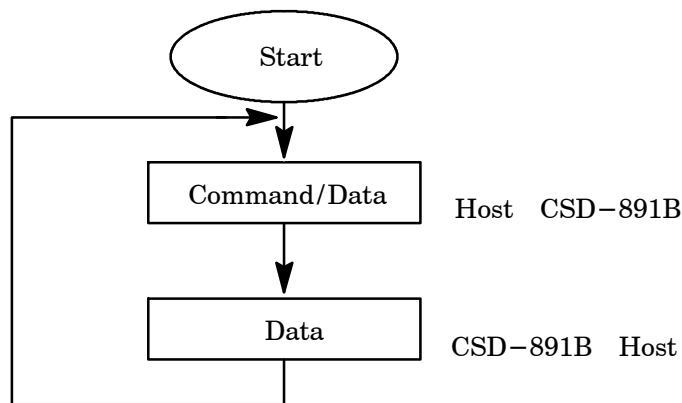 Start
Command/Data
Host CSD−891B
Data
CSD−891B Host